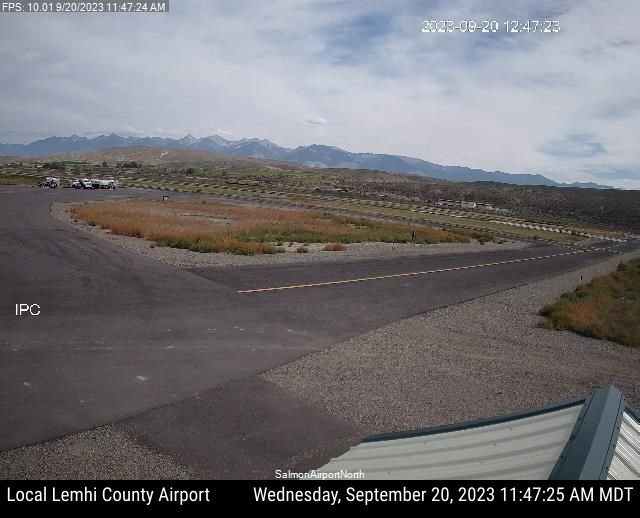 FPS: 10.01 9/20/2023 11:47:24 AM
2023-09-20 12:47:23
IPC
SalmonAirportNorth
Local Lemhi County Airport Wednesday, September 20, 2023 11:47:25 AM MDT